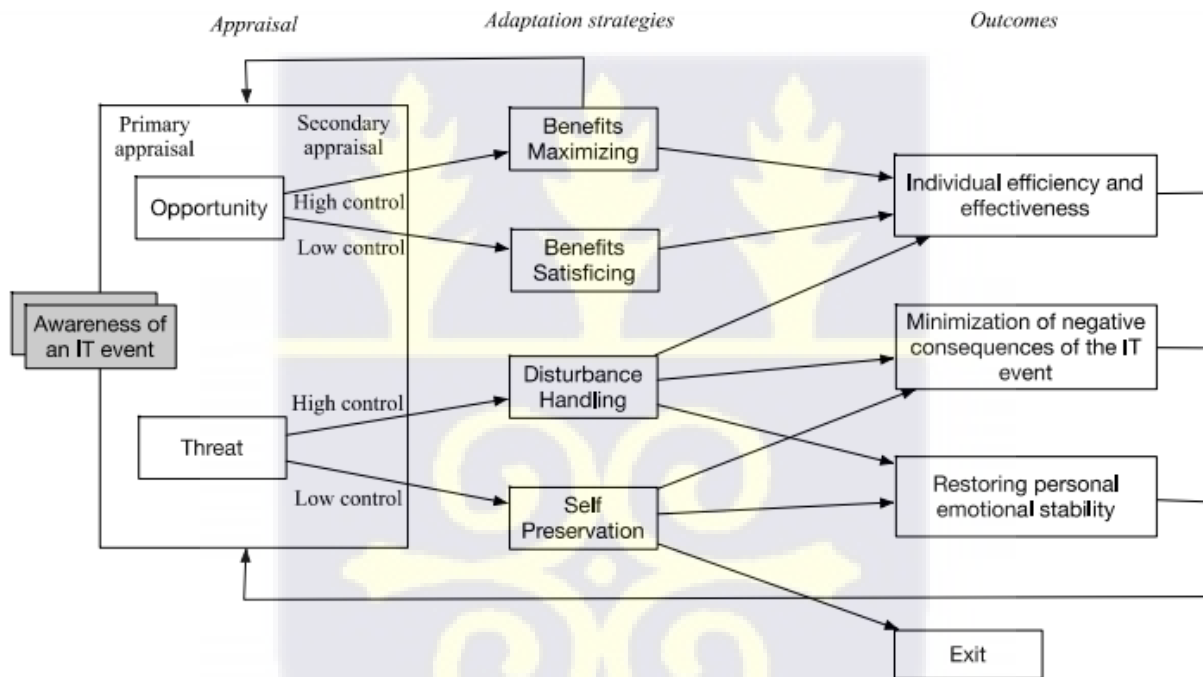 Appraisal
Adaptation strategies
Outcomes
Primary
appraisal
Secondary
appraisal
Opportunity
High control
Low control
Awareness of
an IT event
Threat
High control
Low control
Benefits
Maximizing
Benefits
Satisficing
Disturbance
Handling
Self
Preservation
Individual efficiency and
effectiveness
Minimization of negative
consequences of the IT
event
Restoring personal
emotional stability
Exit